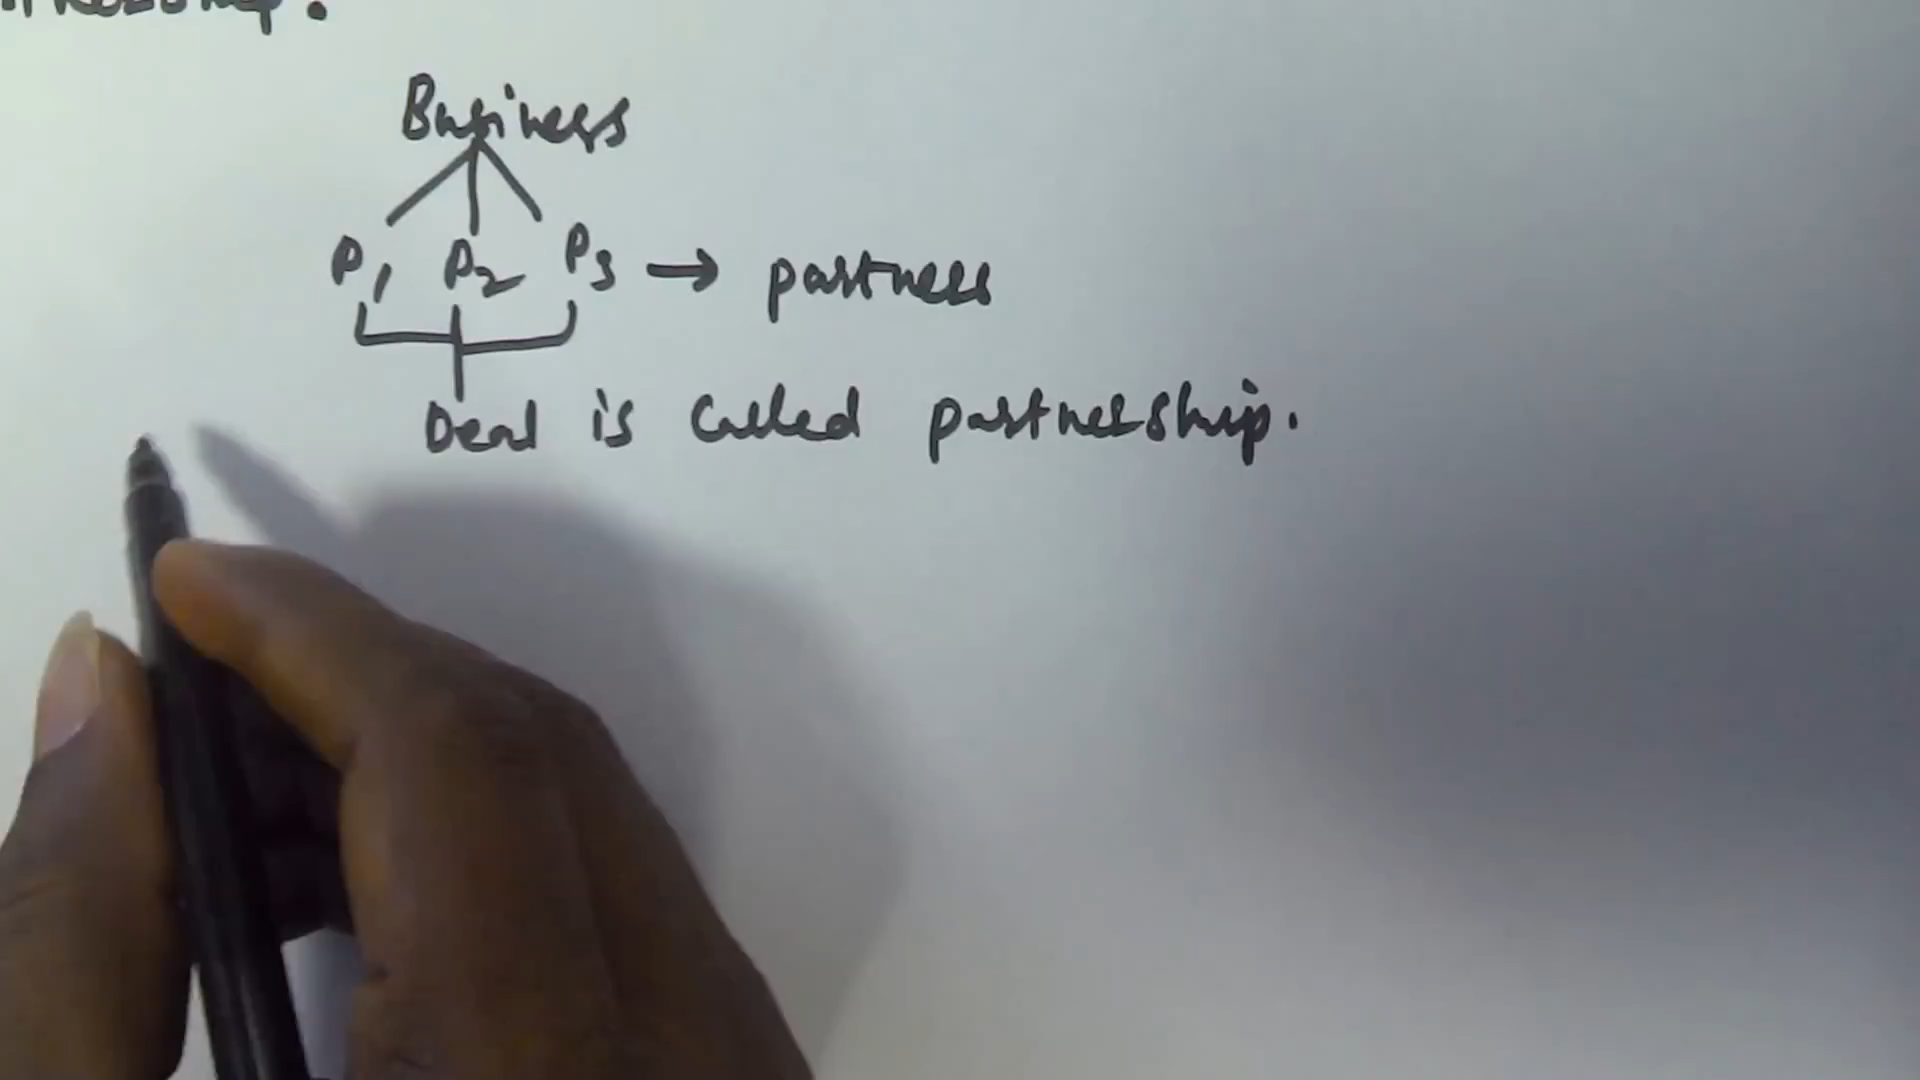 Business
P1 P2 P3 → partners
Deal is called partnership.